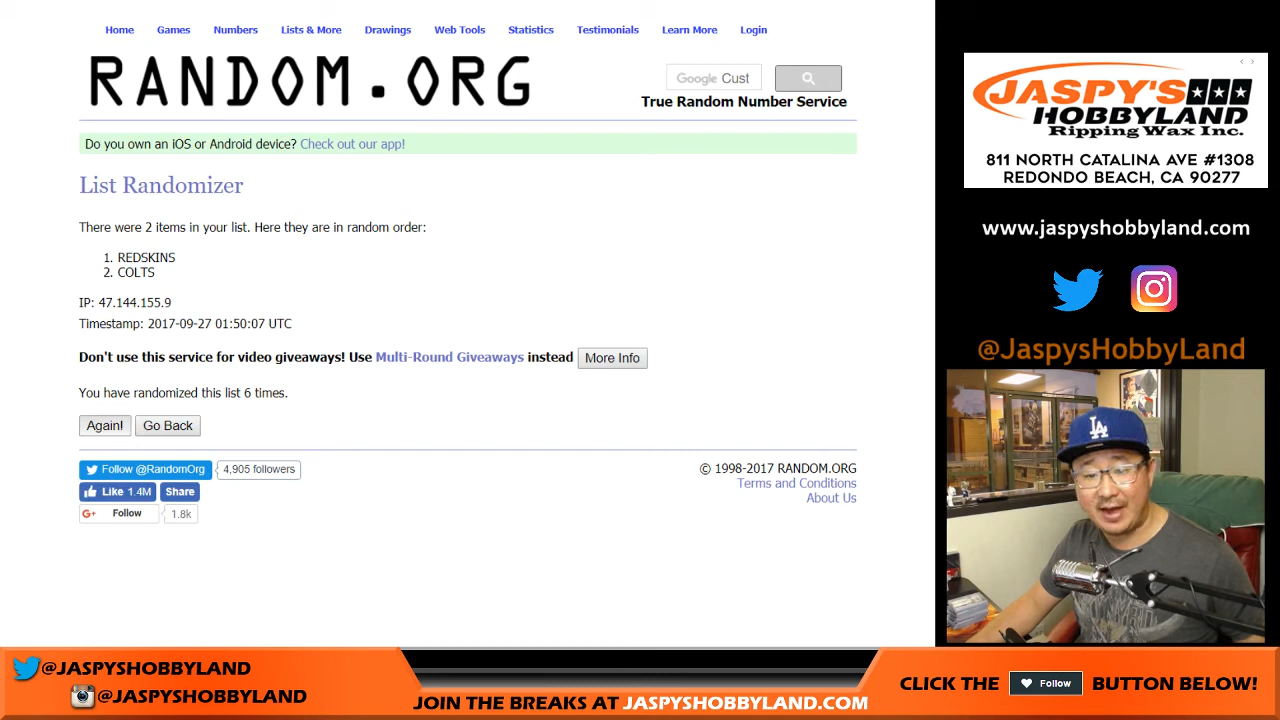 Home Games Numbers Lists & More Drawings Web Tools Statistics Testimonials Learn More Login
RANDOM.ORG
Google Cust
True Random Number Service
Do you own an iOS or Android device? Check out our app!
List Randomizer
There were 2 items in your list. Here they are in random order:
1. REDSKINS
2. COLTS
IP: 47.144.155.9
Timestamp: 2017-09-27 01:50:07 UTC
Don't use this service for video giveaways! Use Multi-Round Giveaways instead More Info
You have randomized this list 6 times.
Again! Go Back
Follow @RandomOrg 4,905 followers
Like 1.4M Share
G+ Follow 1.8k
© 1998-2017 RANDOM.ORG
Terms and Conditions
About Us
JASPY'S
HOBBYLAND
Ripping Wax Inc.
811 NORTH CATALINA AVE #1308
REDONDO BEACH, CA 90277
www.jaspyshobbyland.com
@JaspysHobbyLand
LA
@JASPYSHOBBYLAND
@JASPYSHOBBYLAND
JOIN THE BREAKS AT JASPYSHOBBYLAND.COM
CLICK THE Follow BUTTON BELOW!